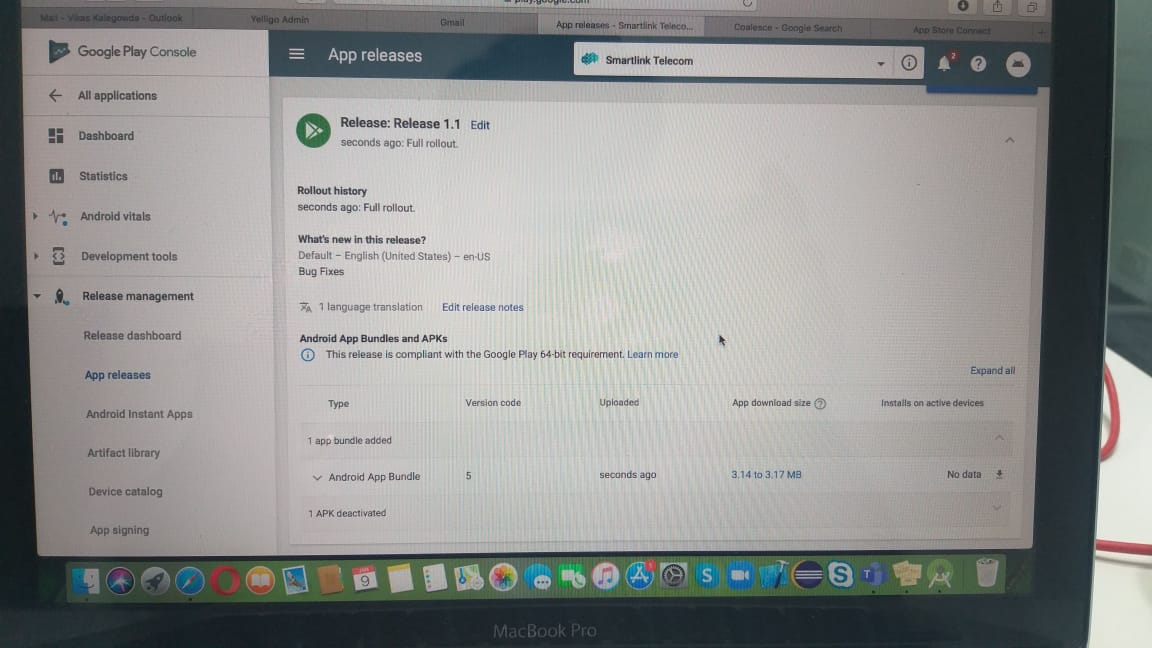 play.google.com
Mail - Vikas Kalegowda - Outlook
Yelligo Admin
Gmail
App releases - Smartlink Teleco...
Coalesce - Google Search
App Store Connect
Google Play Console
App releases
Smartlink Telecom
2
All applications
Dashboard
Statistics
Android vitals
Development tools
Release management
Release dashboard
App releases
Android Instant Apps
Artifact library
Device catalog
App signing
Release: Release 1.1 Edit
seconds ago: Full rollout.
Rollout history
seconds ago: Full rollout.
What's new in this release?
Default – English (United States) – en-US
Bug Fixes
1 language translation Edit release notes
Android App Bundles and APKs
This release is compliant with the Google Play 64-bit requirement. Learn more
Expand all
Type Version code Uploaded App download size Installs on active devices
1 app bundle added
Android App Bundle 5 seconds ago 3.14 to 3.17 MB No data
1 APK deactivated
JAN
9
MacBook Pro